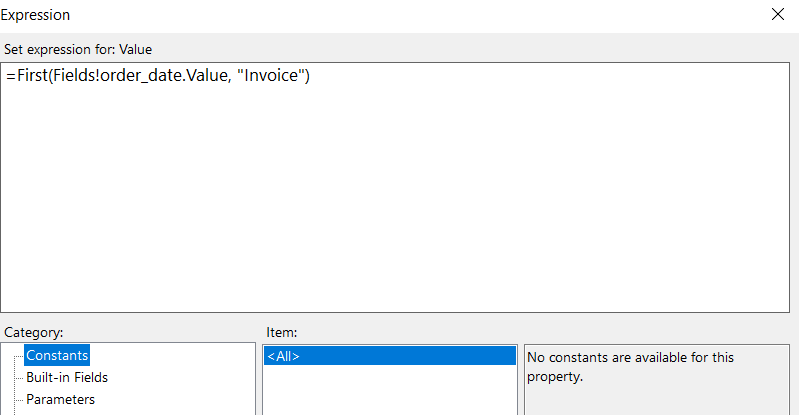 Expression
Set expression for: Value
=First(Fields!order_date.Value, "Invoice")
Category:
Item:
Constants
Built-in Fields
Parameters
<All>
No constants are available for this
property.